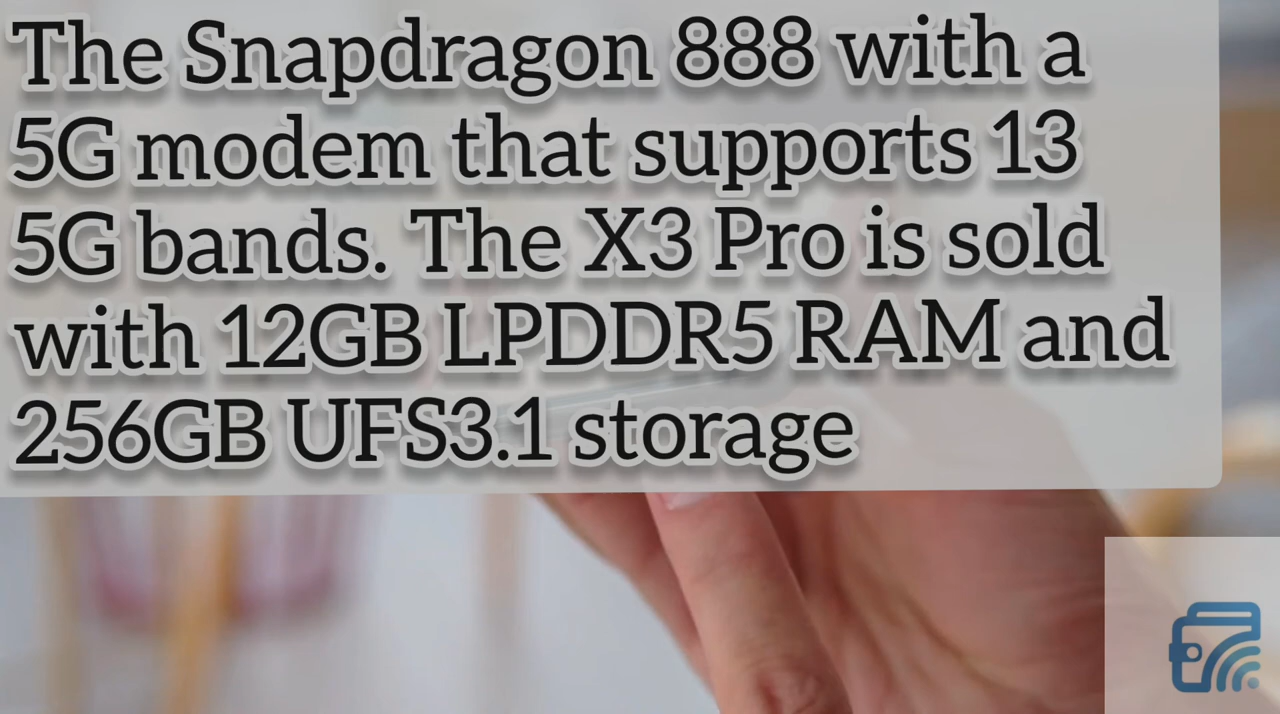 The Snapdragon 888 with a
5G modem that supports 13
5G bands. The X3 Pro is sold
with 12GB LPDDR5 RAM and
256GB UFS3.1 storage